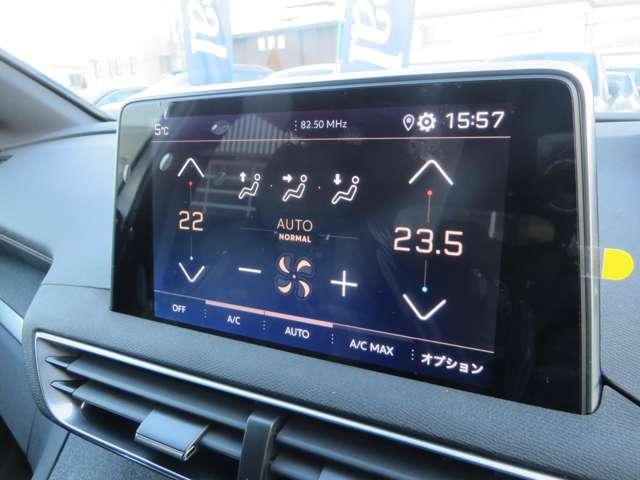 5℃ 82.50 MHz 15:57
22
AUTO
NORMAL
23.5
OFF A/C AUTO A/C MAX オプション